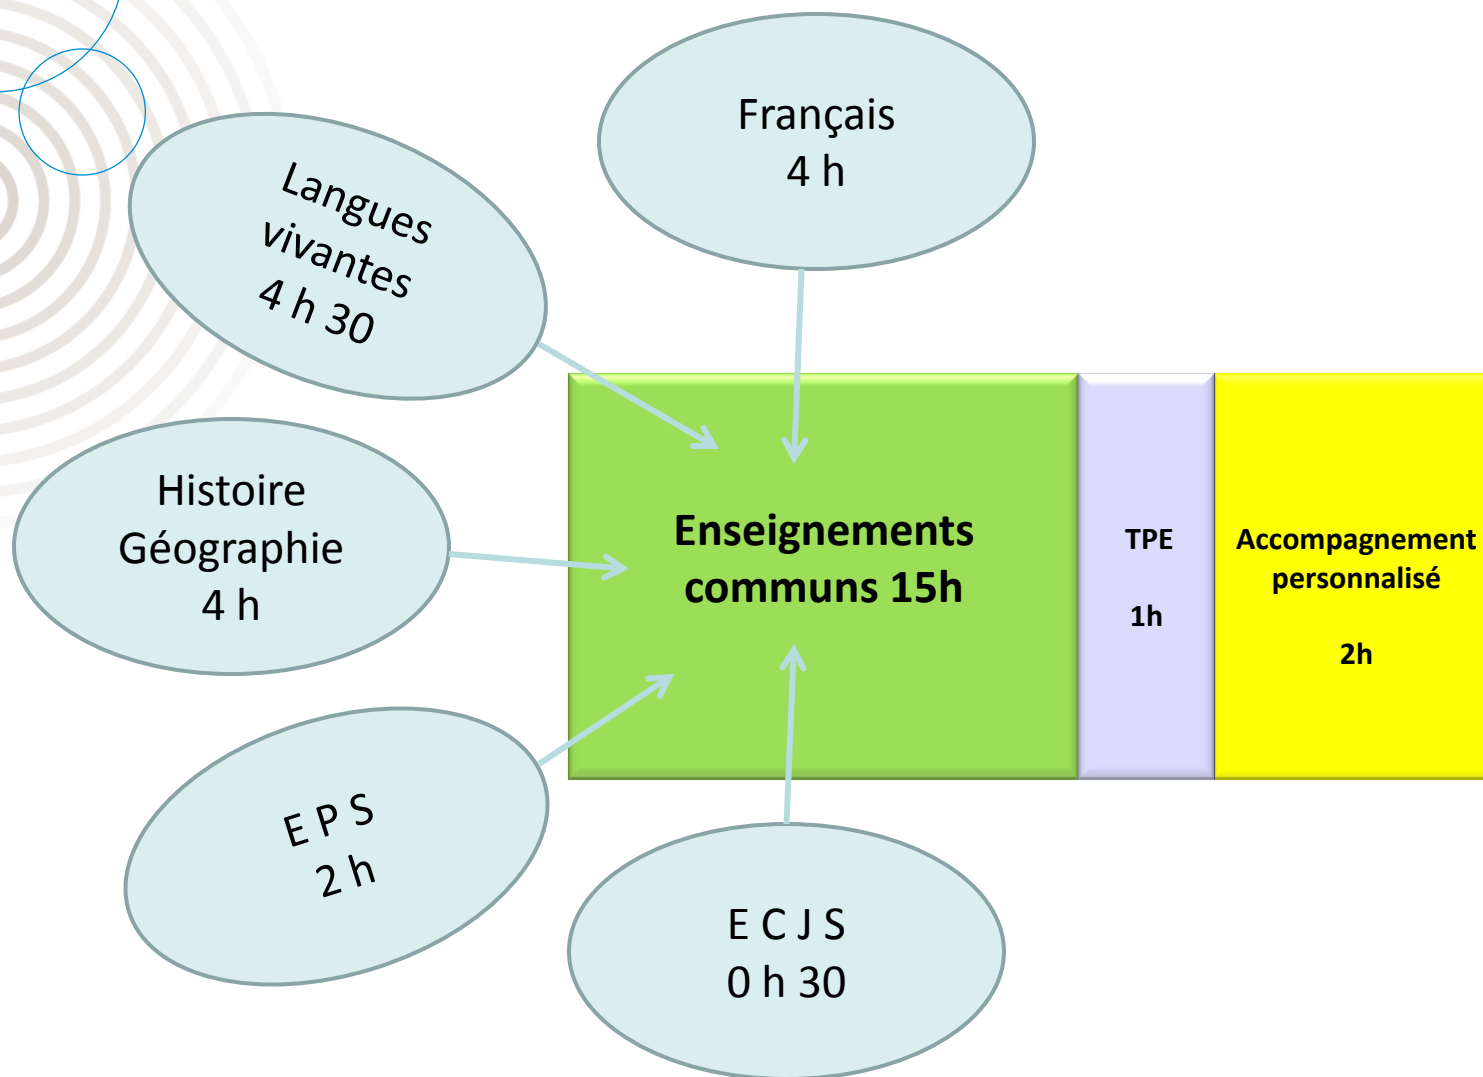 Français
4 h
Langues
vivantes
4 h 30
Histoire
Géographie
4 h
Enseignements
communs 15h
TPE
1h
Accompagnement
personnalisé
2h
E P S
2 h
E C J S
0 h 30